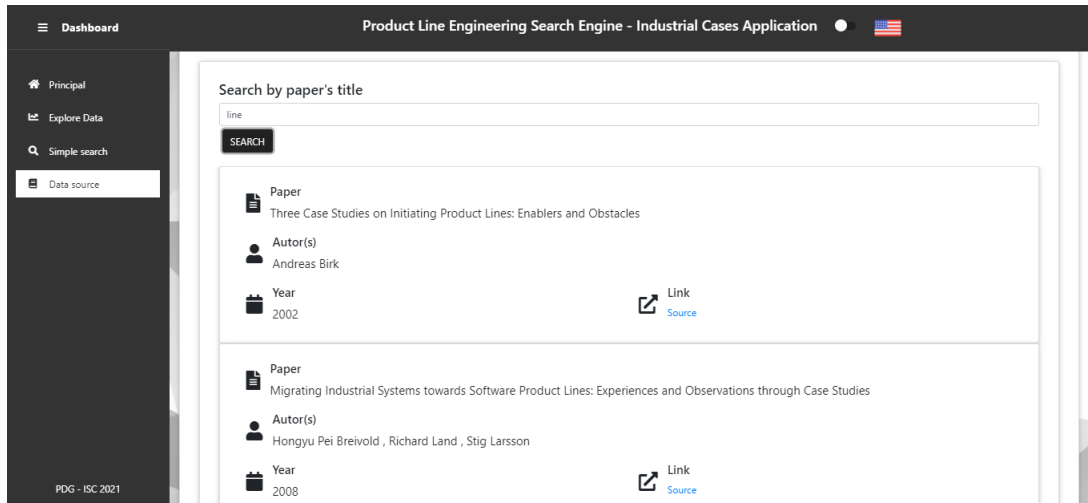 Dashboard
Product Line Engineering Search Engine - Industrial Cases Application
Principal
Explore Data
Simple search
Data source
PDG - ISC 2021
Search by paper's title
line
SEARCH
Paper
Three Case Studies on Initiating Product Lines: Enablers and Obstacles
Autor(s)
Andreas Birk
Year
2002
Link
Source
Paper
Migrating Industrial Systems towards Software Product Lines: Experiences and Observations through Case Studies
Autor(s)
Hongyu Pei Breivold , Richard Land , Stig Larsson
Year
2008
Link
Source